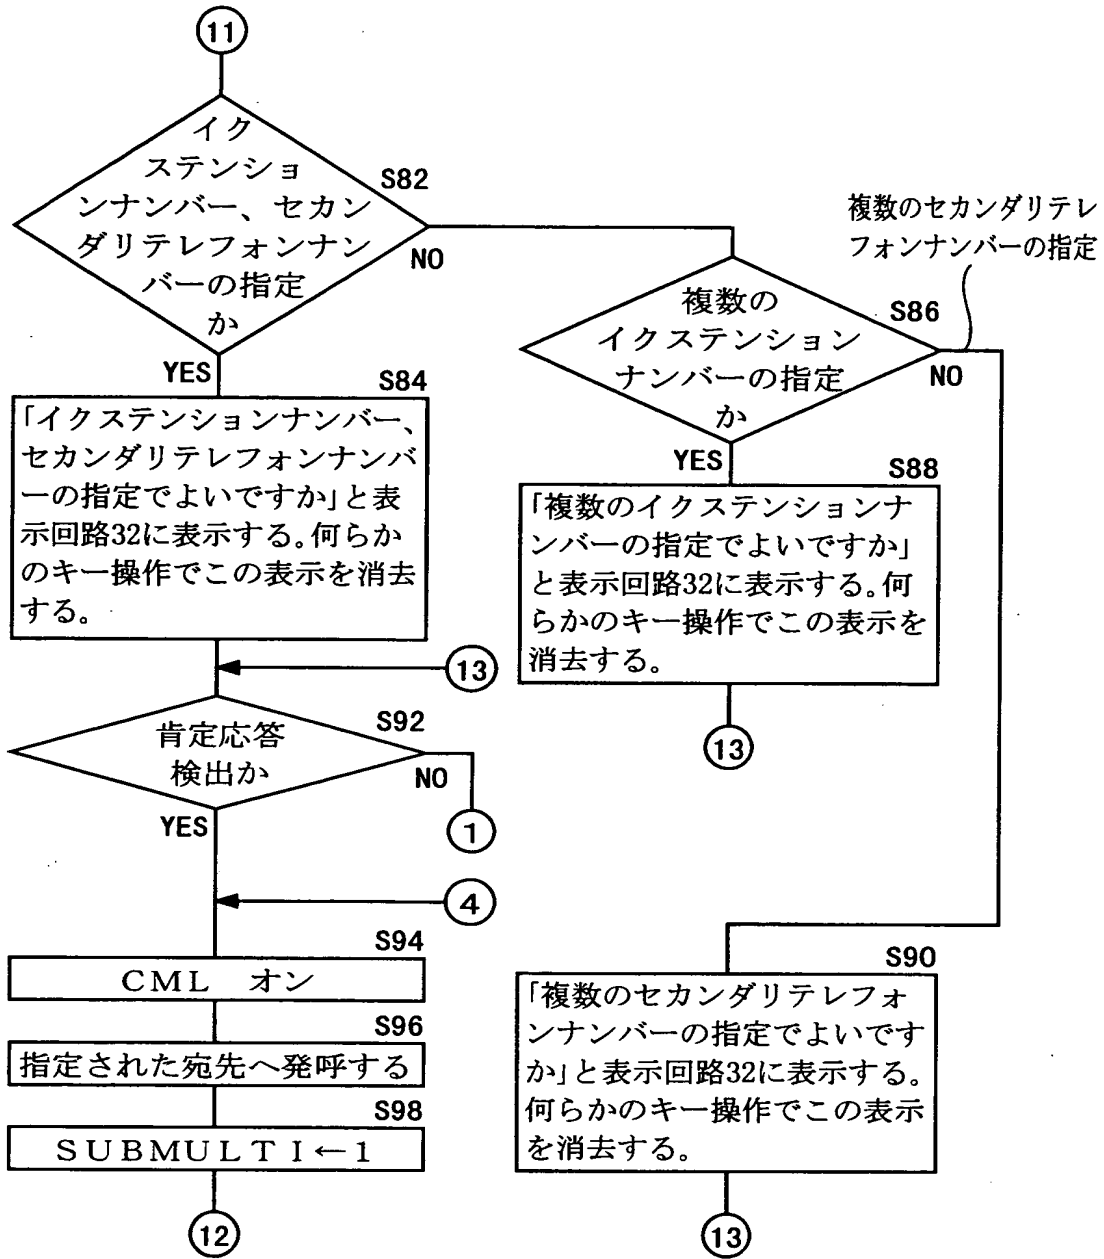 11
イク
ステンショ
ンナンバー、セカン
ダリテレフォンナン
バーの指定
か
S82
NO
YES
S84
「イクステンションナンバー、
セカンダリテレフォンナンバ
ーの指定でよいですか」と表
示回路32に表示する。何らか
のキー操作でこの表示を消去
する。
13
肯定応答
検出か
S92
NO
1
YES
4
S94
CML オン
S96
指定された宛先へ発呼する
S98
SUBMULTI←1
12
複数のセカンダリテレ
フォンナンバーの指定
複数の
イクステンション
ナンバーの指定
か
S86
NO
YES
S88
「複数のイクステンションナ
ンバーの指定でよいですか」
と表示回路32に表示する。何
らかのキー操作でこの表示を
消去する。
13
S90
「複数のセカンダリテレフォ
ンナンバーの指定でよいです
か」と表示回路32に表示する。
何らかのキー操作でこの表示
を消去する。
13